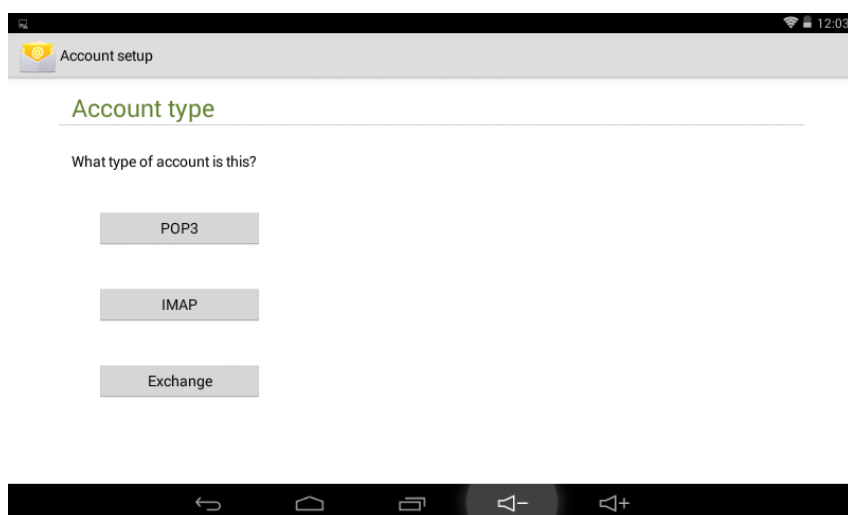 12:03
Account setup
Account type
What type of account is this?
POP3
IMAP
Exchange